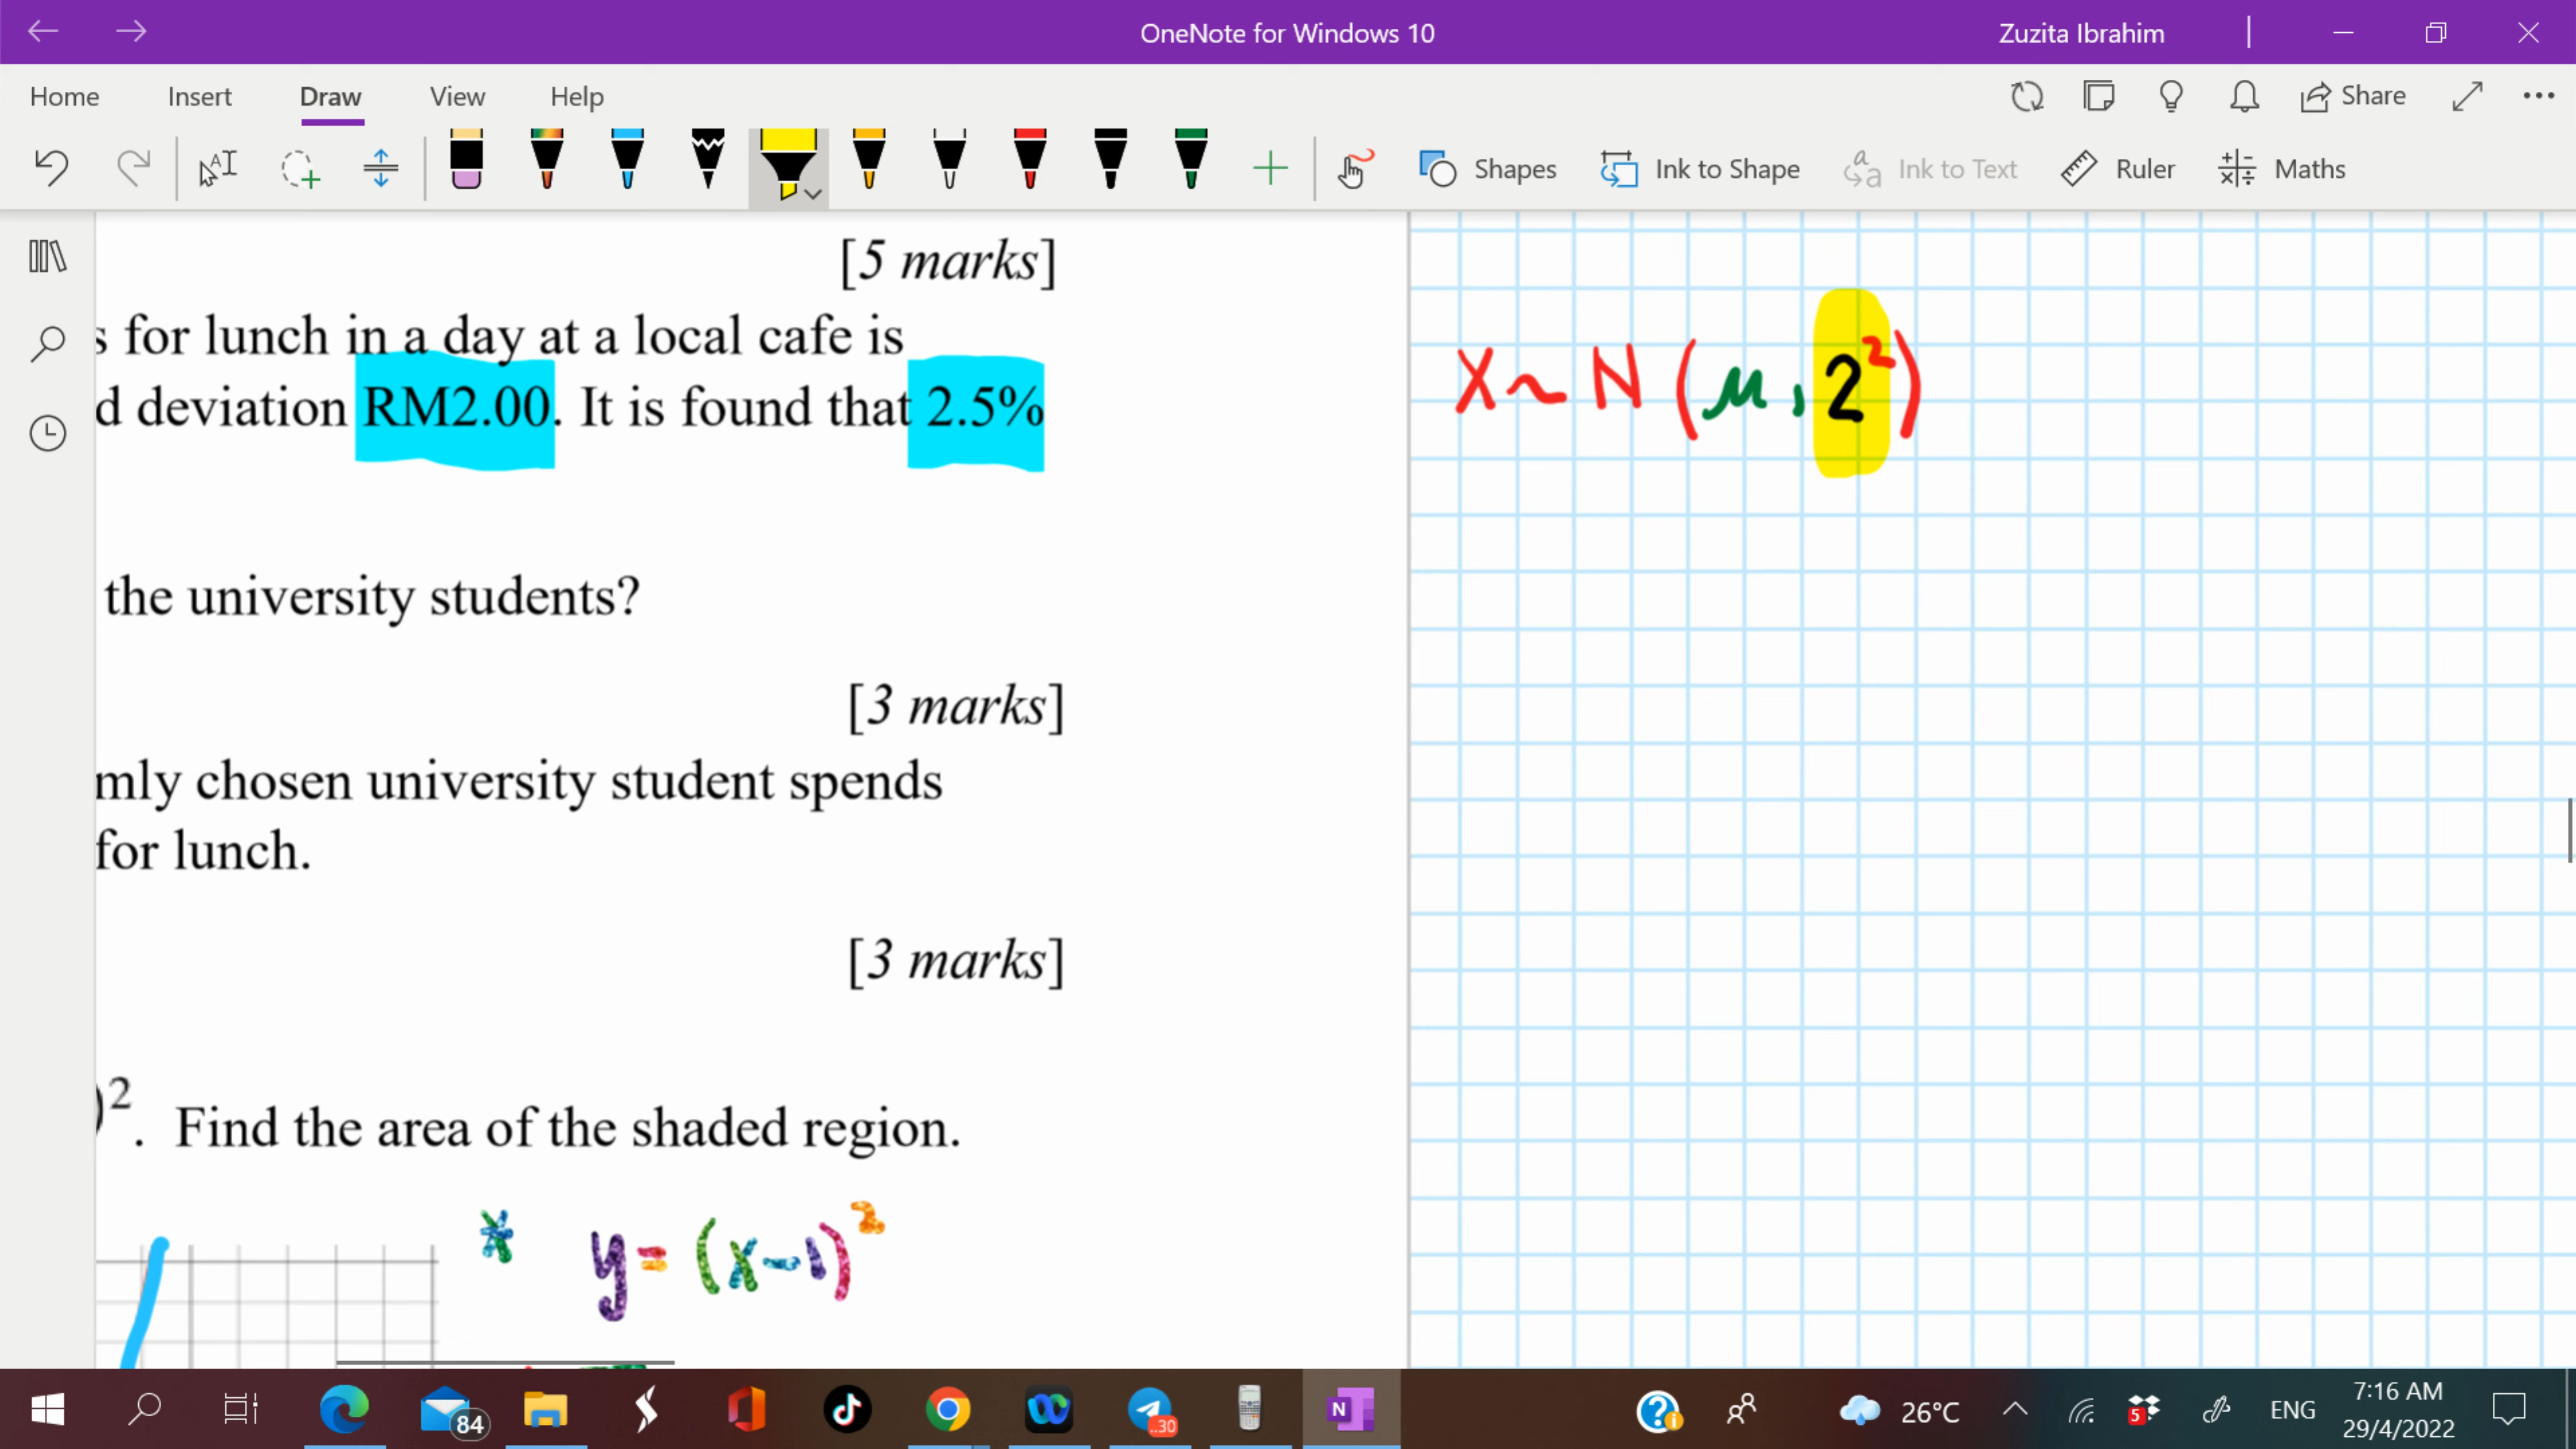 OneNote for Windows 10
Zuzita Ibrahim
Home Insert Draw View Help
Share
Shapes Ink to Shape Ink to Text Ruler Maths
[5 marks]
s for lunch in a day at a local cafe is
d deviation RM2.00. It is found that 2.5%
X ~ N (μ, 2²)
the university students?
[3 marks]
mly chosen university student spends
for lunch.
[3 marks]
)². Find the area of the shaded region.
* y = (x-1)²
84
..30
N
5
26°C
ENG
7:16 AM
29/4/2022